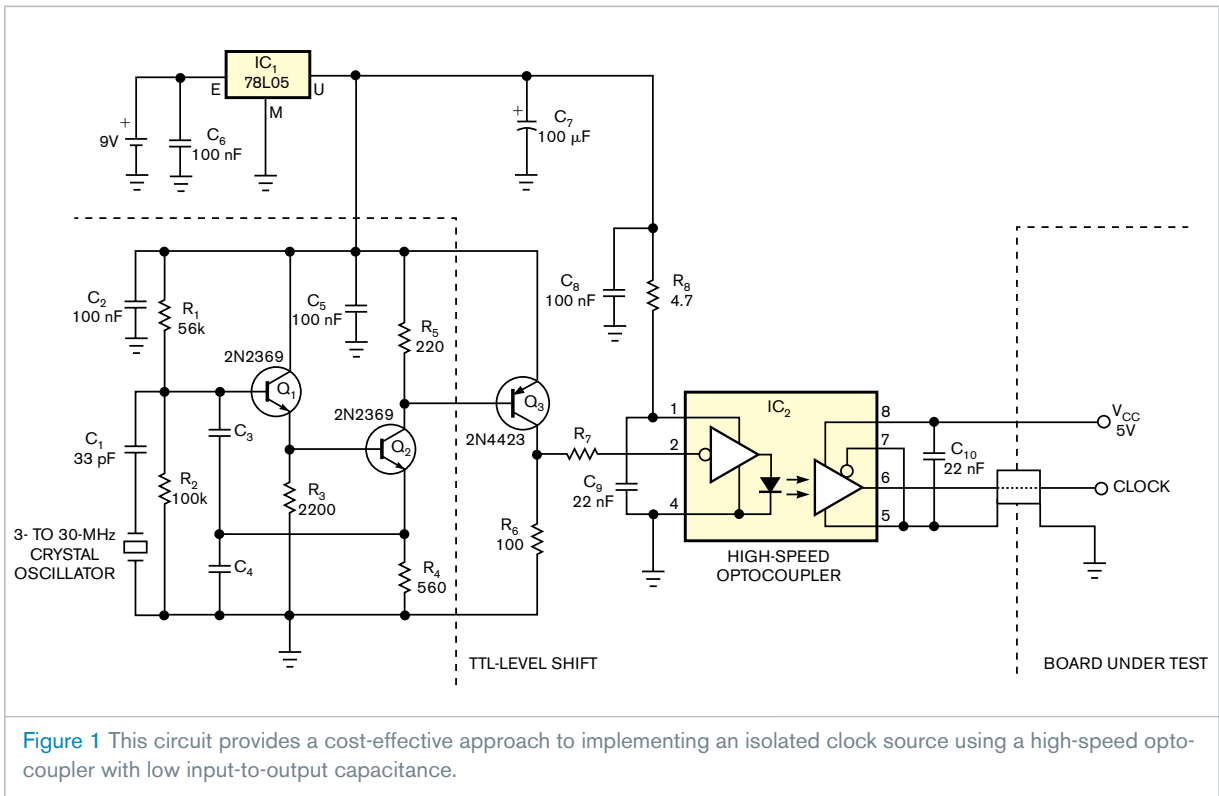 IC1
78L05
E
U
M
+
9V
C6
100 nF
+
C7
100 μF
C2
100 nF
R1
56k
C5
100 nF
R5
220
C8
100 nF
R8
4.7
2N2369
Q1
2N2369
Q2
Q3
2N4423
C1
33 pF
C3
R2
100k
R3
2200
C4
R4
560
3- TO 30-MHz
CRYSTAL
OSCILLATOR
R7
R6
100
C9
22 nF
1
2
4
IC2
8
7
6
5
HIGH-SPEED
OPTOCOUPLER
C10
22 nF
VCC
5V
CLOCK
TTL-LEVEL SHIFT
BOARD UNDER TEST
Figure 1 This circuit provides a cost-effective approach to implementing an isolated clock source using a high-speed opto-
coupler with low input-to-output capacitance.